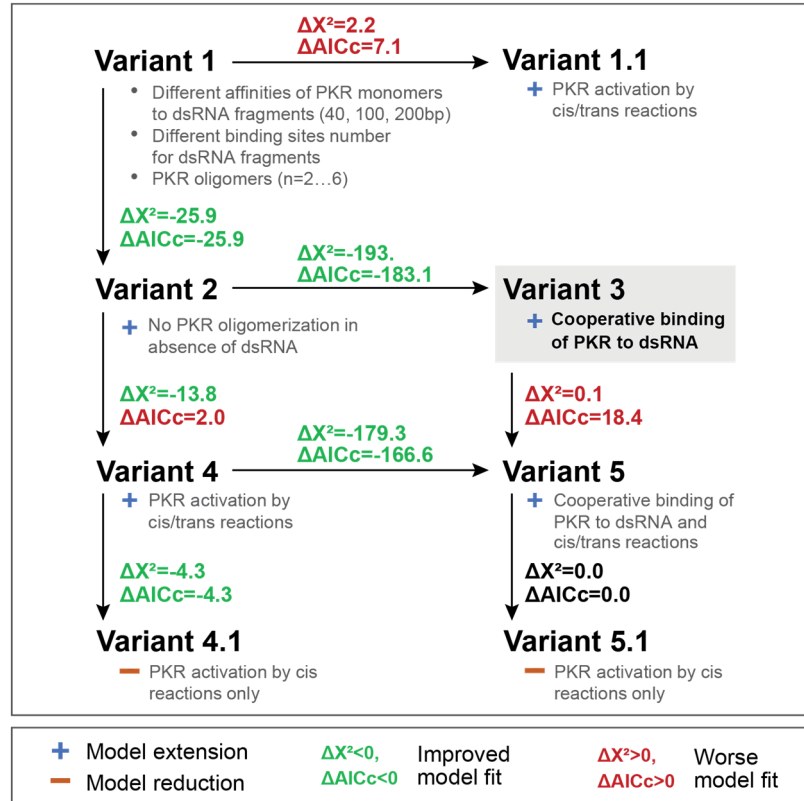 ΔX²=2.2
ΔAICc=7.1
Variant 1
Variant 1.1
• Different affinities of PKR monomers
to dsRNA fragments (40, 100, 200bp)
• Different binding sites number
for dsRNA fragments
• PKR oligomers (n=2...6)
+ PKR activation by
cis/trans reactions
ΔX²=-25.9
ΔAICc=-25.9
ΔX²=-193.
ΔAICc=-183.1
Variant 2
Variant 3
+ No PKR oligomerization in
absence of dsRNA
+ Cooperative binding
of PKR to dsRNA
ΔX²=-13.8
ΔAICc=2.0
ΔX²=0.1
ΔAICc=18.4
ΔX²=-179.3
ΔAICc=-166.6
Variant 4
Variant 5
+ PKR activation by
cis/trans reactions
+ Cooperative binding of
PKR to dsRNA and
cis/trans reactions
ΔX²=-4.3
ΔAICc=-4.3
ΔX²=0.0
ΔAICc=0.0
Variant 4.1
Variant 5.1
− PKR activation by cis
reactions only
− PKR activation by cis
reactions only
+ Model extension
− Model reduction
ΔX²<0,
ΔAICc<0
Improved
model fit
ΔX²>0,
ΔAICc>0
Worse
model fit